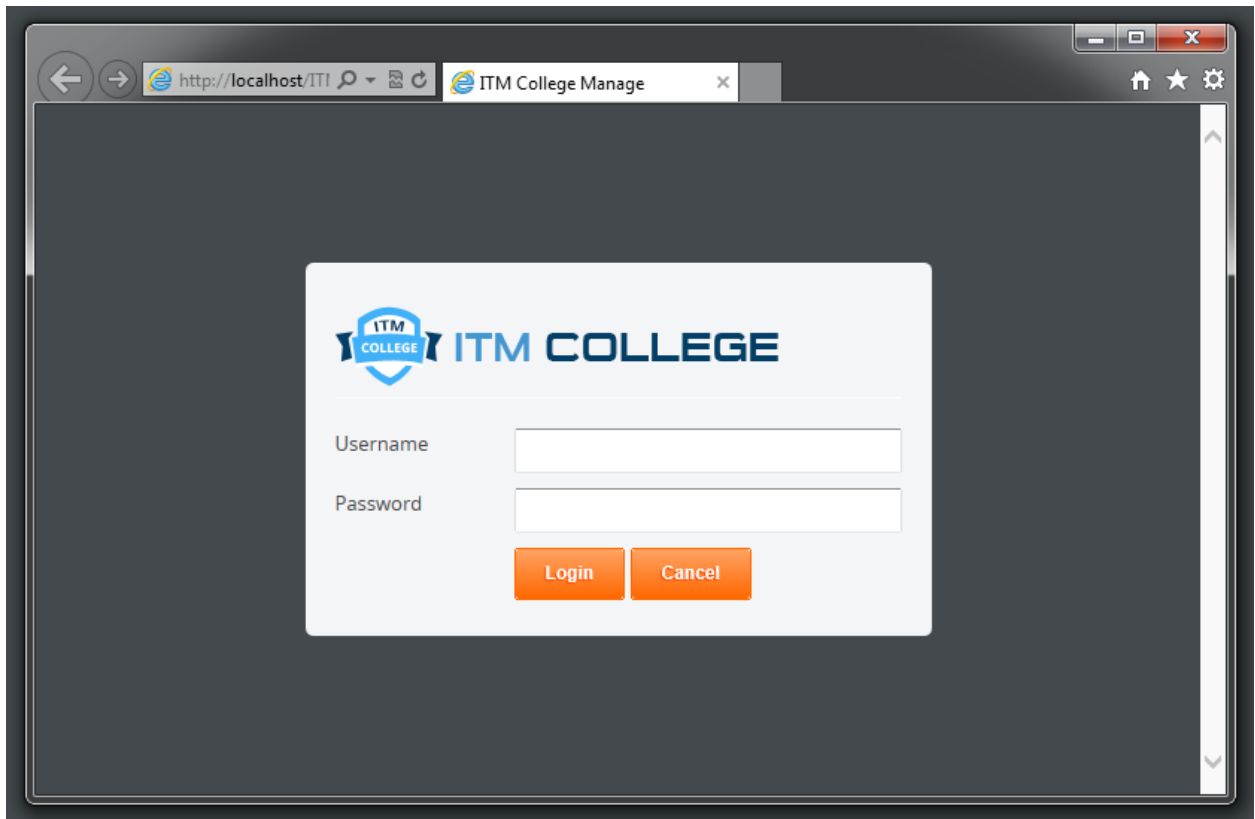 http://localhost/ITI
ITM College Manage
ITM
COLLEGE
ITM COLLEGE
Username
Password
Login Cancel